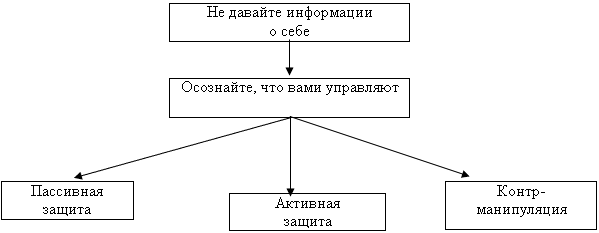 Не давайте информации
о себе
Осознайте, что вами управляют
Пассивная
защита
Активная
защита
Контр-
манипуляция